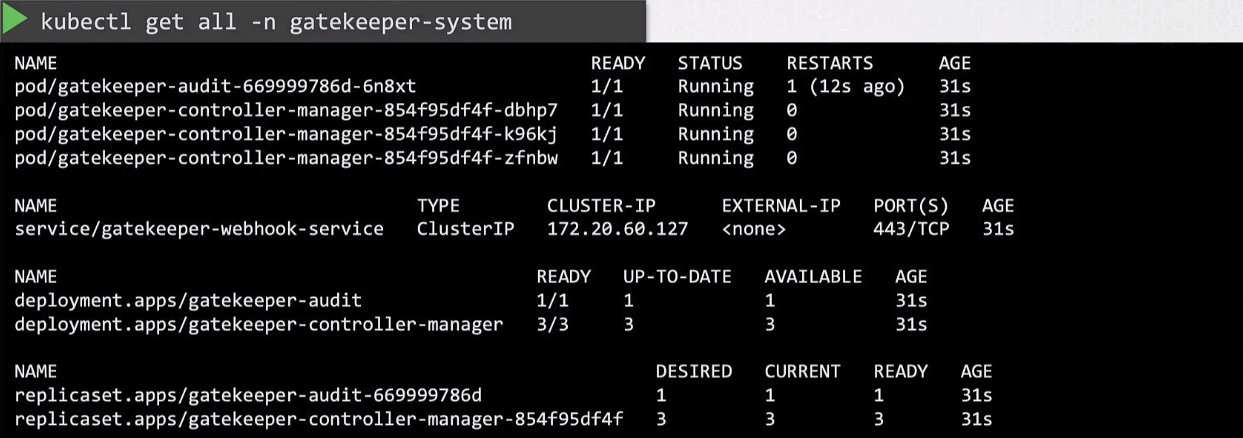 kubectl get all -n gatekeeper-system
NAME READY STATUS RESTARTS AGE
pod/gatekeeper-audit-669999786d-6n8xt 1/1 Running 1 (12s ago) 31s
pod/gatekeeper-controller-manager-854f95df4f-dbhp7 1/1 Running 0 31s
pod/gatekeeper-controller-manager-854f95df4f-k96kj 1/1 Running 0 31s
pod/gatekeeper-controller-manager-854f95df4f-zfnbw 1/1 Running 0 31s
NAME TYPE CLUSTER-IP EXTERNAL-IP PORT(S) AGE
service/gatekeeper-webhook-service ClusterIP 172.20.60.127 <none> 443/TCP 31s
NAME READY UP-TO-DATE AVAILABLE AGE
deployment.apps/gatekeeper-audit 1/1 1 1 31s
deployment.apps/gatekeeper-controller-manager 3/3 3 3 31s
NAME DESIRED CURRENT READY AGE
replicaset.apps/gatekeeper-audit-669999786d 1 1 1 31s
replicaset.apps/gatekeeper-controller-manager-854f95df4f 3 3 3 31s